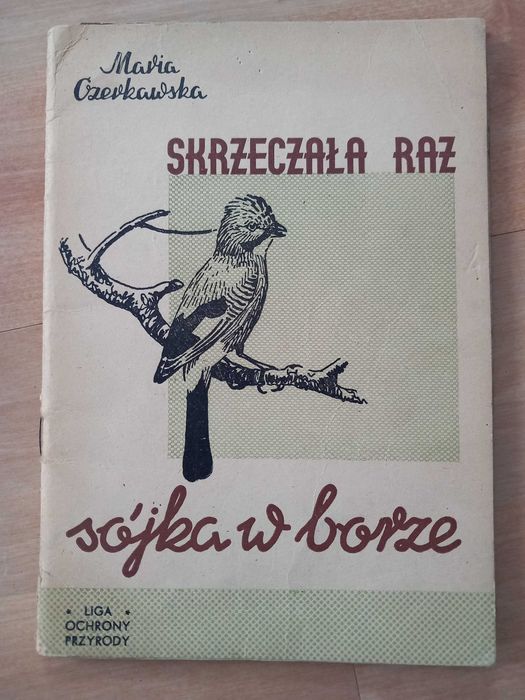 Maria
Czerkawska
SKRZECZAŁA RAZ
sójka w borze
• LIGA •
OCHRONY
PRZYRODY